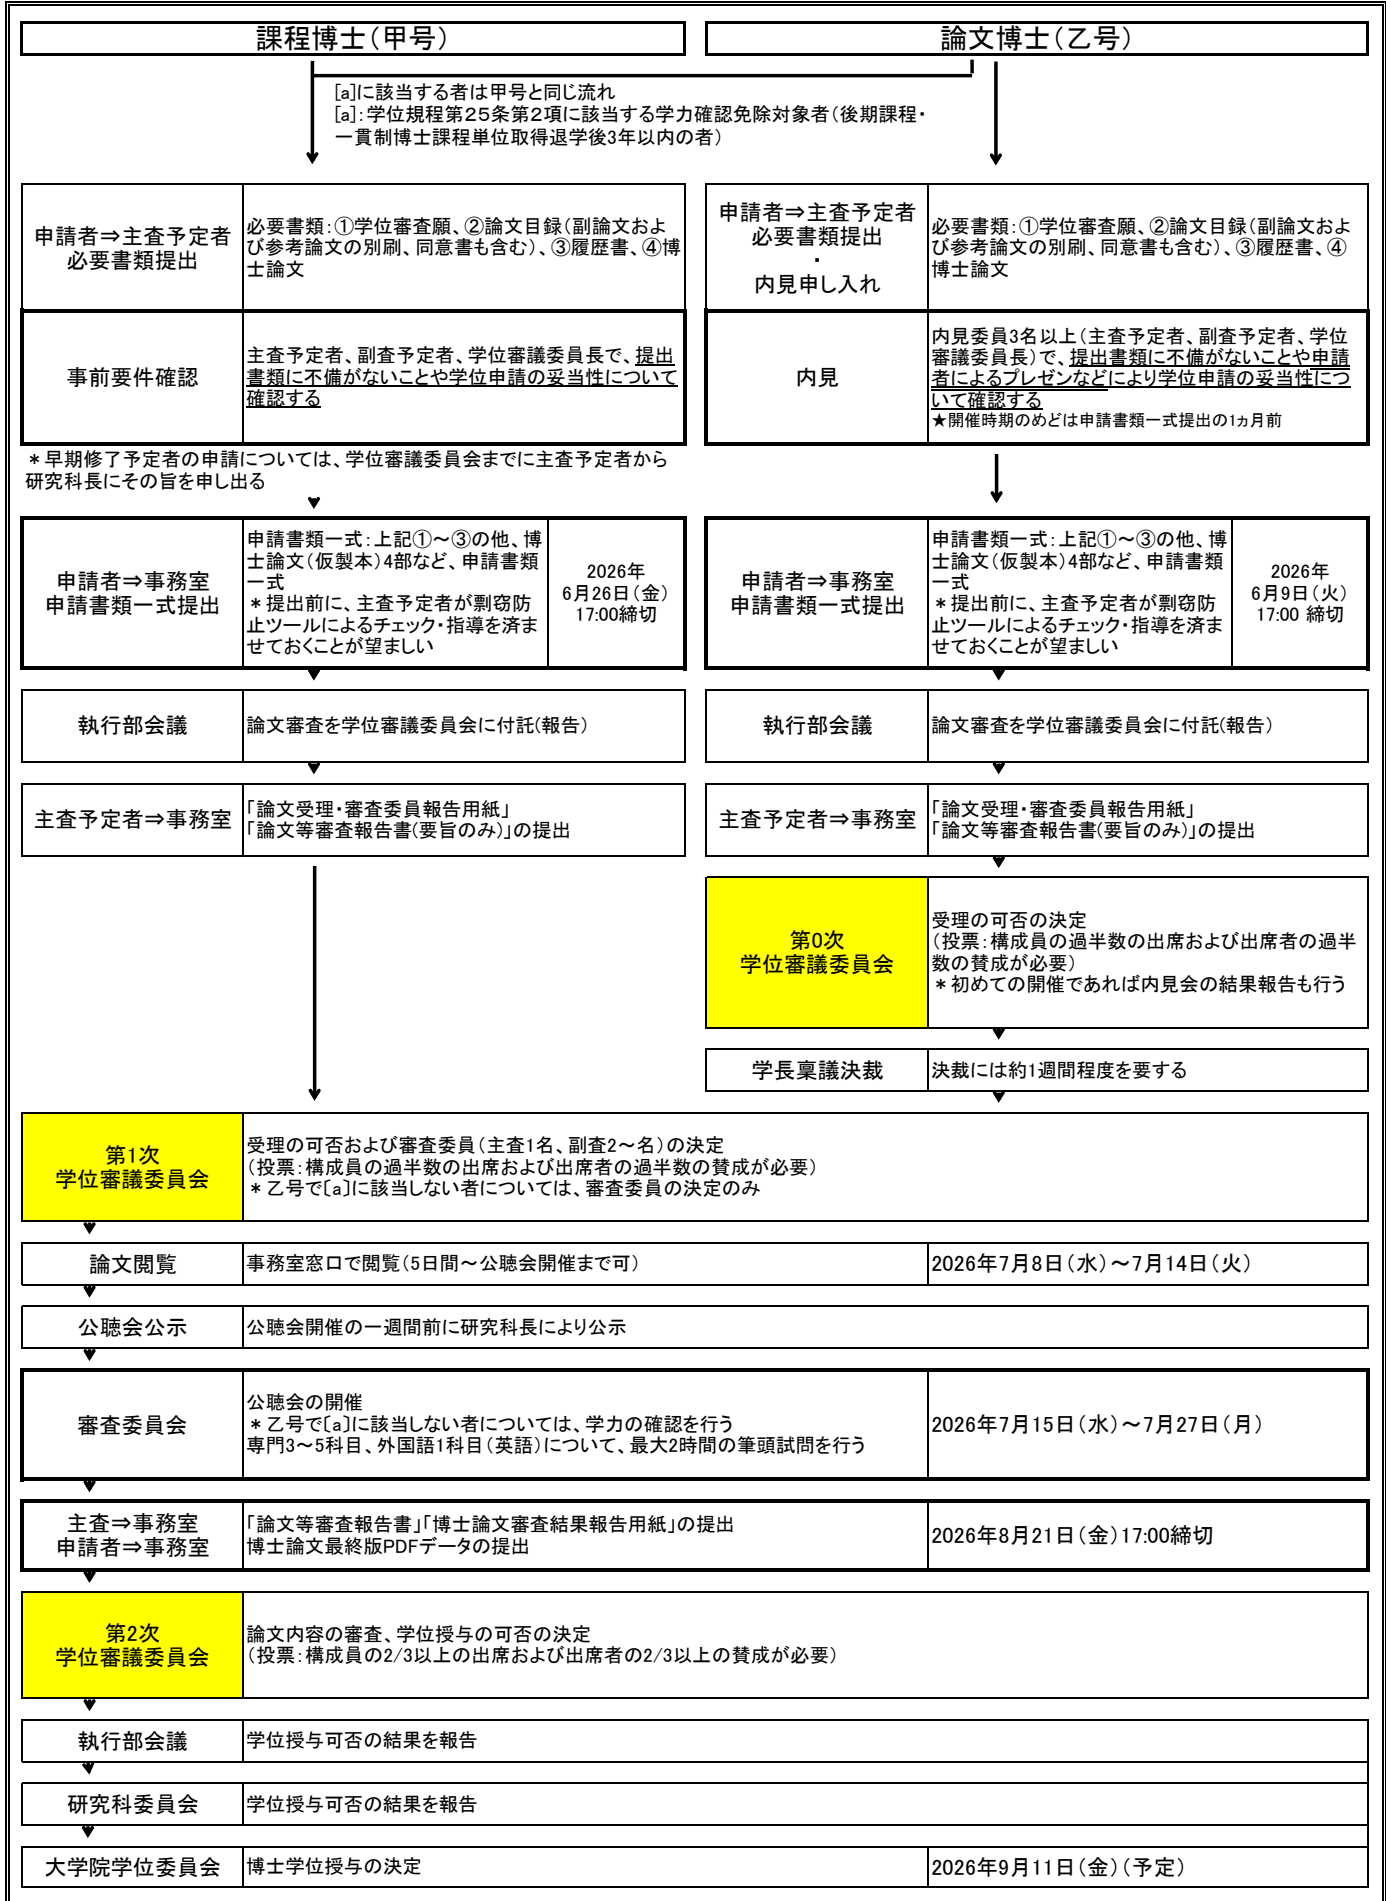 課程博士（甲号）
論文博士（乙号）
[a]に該当する者は甲号と同じ流れ
[a]：学位規程第２５条第２項に該当する学力確認免除対象者（後期課程・
一貫制博士課程単位取得退学後3年以内の者）
申請者⇒主査予定者
必要書類提出
必要書類：①学位審査願、②論文目録（副論文およ
び参考論文の別刷、同意書も含む）、③履歴書、④博
士論文
申請者⇒主査予定者
必要書類提出
・
内見申し入れ
必要書類：①学位審査願、②論文目録（副論文およ
び参考論文の別刷、同意書も含む）、③履歴書、④
博士論文
事前要件確認
主査予定者、副査予定者、学位審議委員長で、提出
書類に不備がないことや学位申請の妥当性について
確認する
内見
内見委員3名以上（主査予定者、副査予定者、学位
審議委員長）で、提出書類に不備がないことや申請
者によるプレゼンなどにより学位申請の妥当性につ
いて確認する
★開催時期のめどは申請書類一式提出の1ヵ月前
＊早期修了予定者の申請については、学位審議委員会までに主査予定者から
研究科長にその旨を申し出る
申請者⇒事務室
申請書類一式提出
申請書類一式：上記①～③の他、博
士論文（仮製本）4部など、申請書類
一式
＊提出前に、主査予定者が剽窃防
止ツールによるチェック・指導を済ま
せておくことが望ましい
2026年
6月26日（金）
17:00締切
申請者⇒事務室
申請書類一式提出
申請書類一式：上記①～③の他、博
士論文（仮製本）4部など、申請書類
一式
＊提出前に、主査予定者が剽窃防
止ツールによるチェック・指導を済ま
せておくことが望ましい
2026年
6月9日（火）
17:00 締切
執行部会議
論文審査を学位審議委員会に付託(報告）
執行部会議
論文審査を学位審議委員会に付託(報告）
主査予定者⇒事務室
「論文受理・審査委員報告用紙」
「論文等審査報告書(要旨のみ)」の提出
主査予定者⇒事務室
「論文受理・審査委員報告用紙」
「論文等審査報告書(要旨のみ)」の提出
第0次
学位審議委員会
受理の可否の決定
（投票：構成員の過半数の出席および出席者の過半
数の賛成が必要）
＊初めての開催であれば内見会の結果報告も行う
学長稟議決裁
決裁には約1週間程度を要する
第1次
学位審議委員会
受理の可否および審査委員（主査1名、副査2～名）の決定
（投票：構成員の過半数の出席および出席者の過半数の賛成が必要）
＊乙号で〔a〕に該当しない者については、審査委員の決定のみ
論文閲覧
事務室窓口で閲覧（5日間～公聴会開催まで可）
2026年7月8日（水）～7月14日（火）
公聴会公示
公聴会開催の一週間前に研究科長により公示
審査委員会
公聴会の開催
＊乙号で〔a〕に該当しない者については、学力の確認を行う
専門3～5科目、外国語1科目（英語）について、最大2時間の筆頭試問を行う
2026年7月15日（水）～7月27日（月）
主査⇒事務室
申請者⇒事務室
「論文等審査報告書」「博士論文審査結果報告用紙」の提出
博士論文最終版PDFデータの提出
2026年8月21日（金）17:00締切
第2次
学位審議委員会
論文内容の審査、学位授与の可否の決定
（投票：構成員の2/3以上の出席および出席者の2/3以上の賛成が必要）
執行部会議
学位授与可否の結果を報告
研究科委員会
学位授与可否の結果を報告
大学院学位委員会
博士学位授与の決定
2026年9月11日（金）（予定）